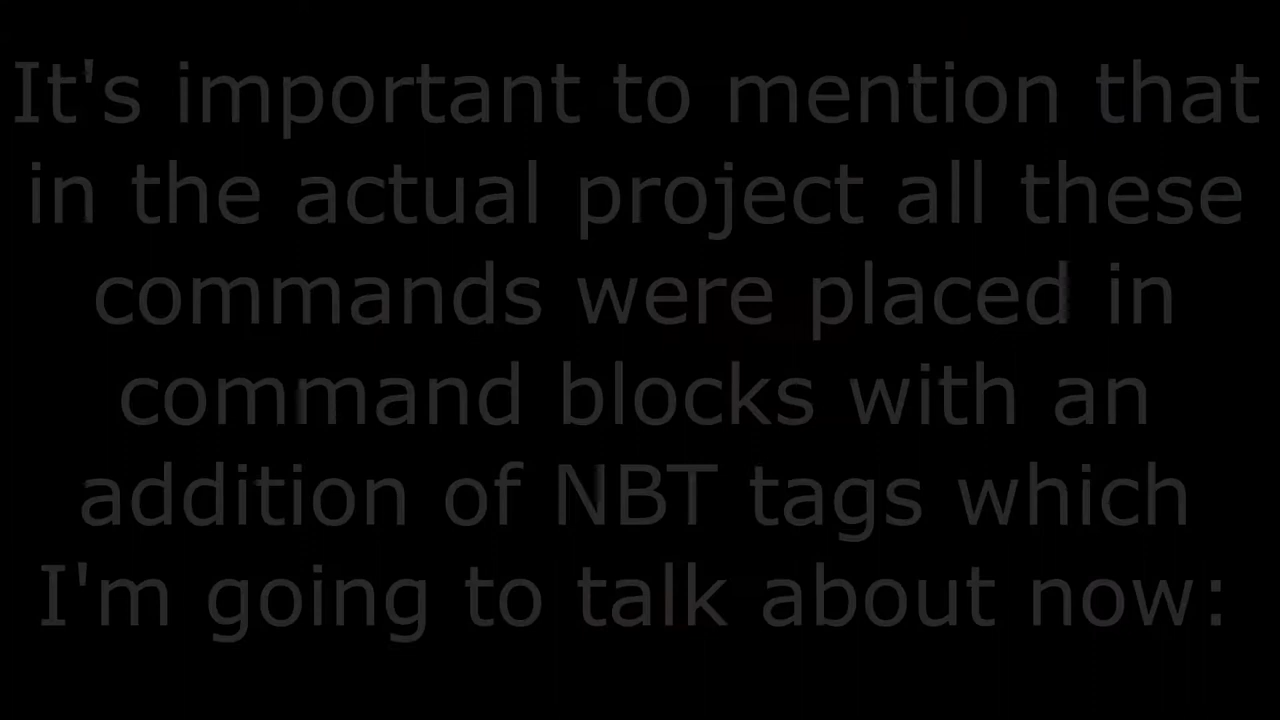 It's important to mention that
in the actual project all these
commands were placed in
command blocks with an
addition of NBT tags which
I'm going to talk about now: